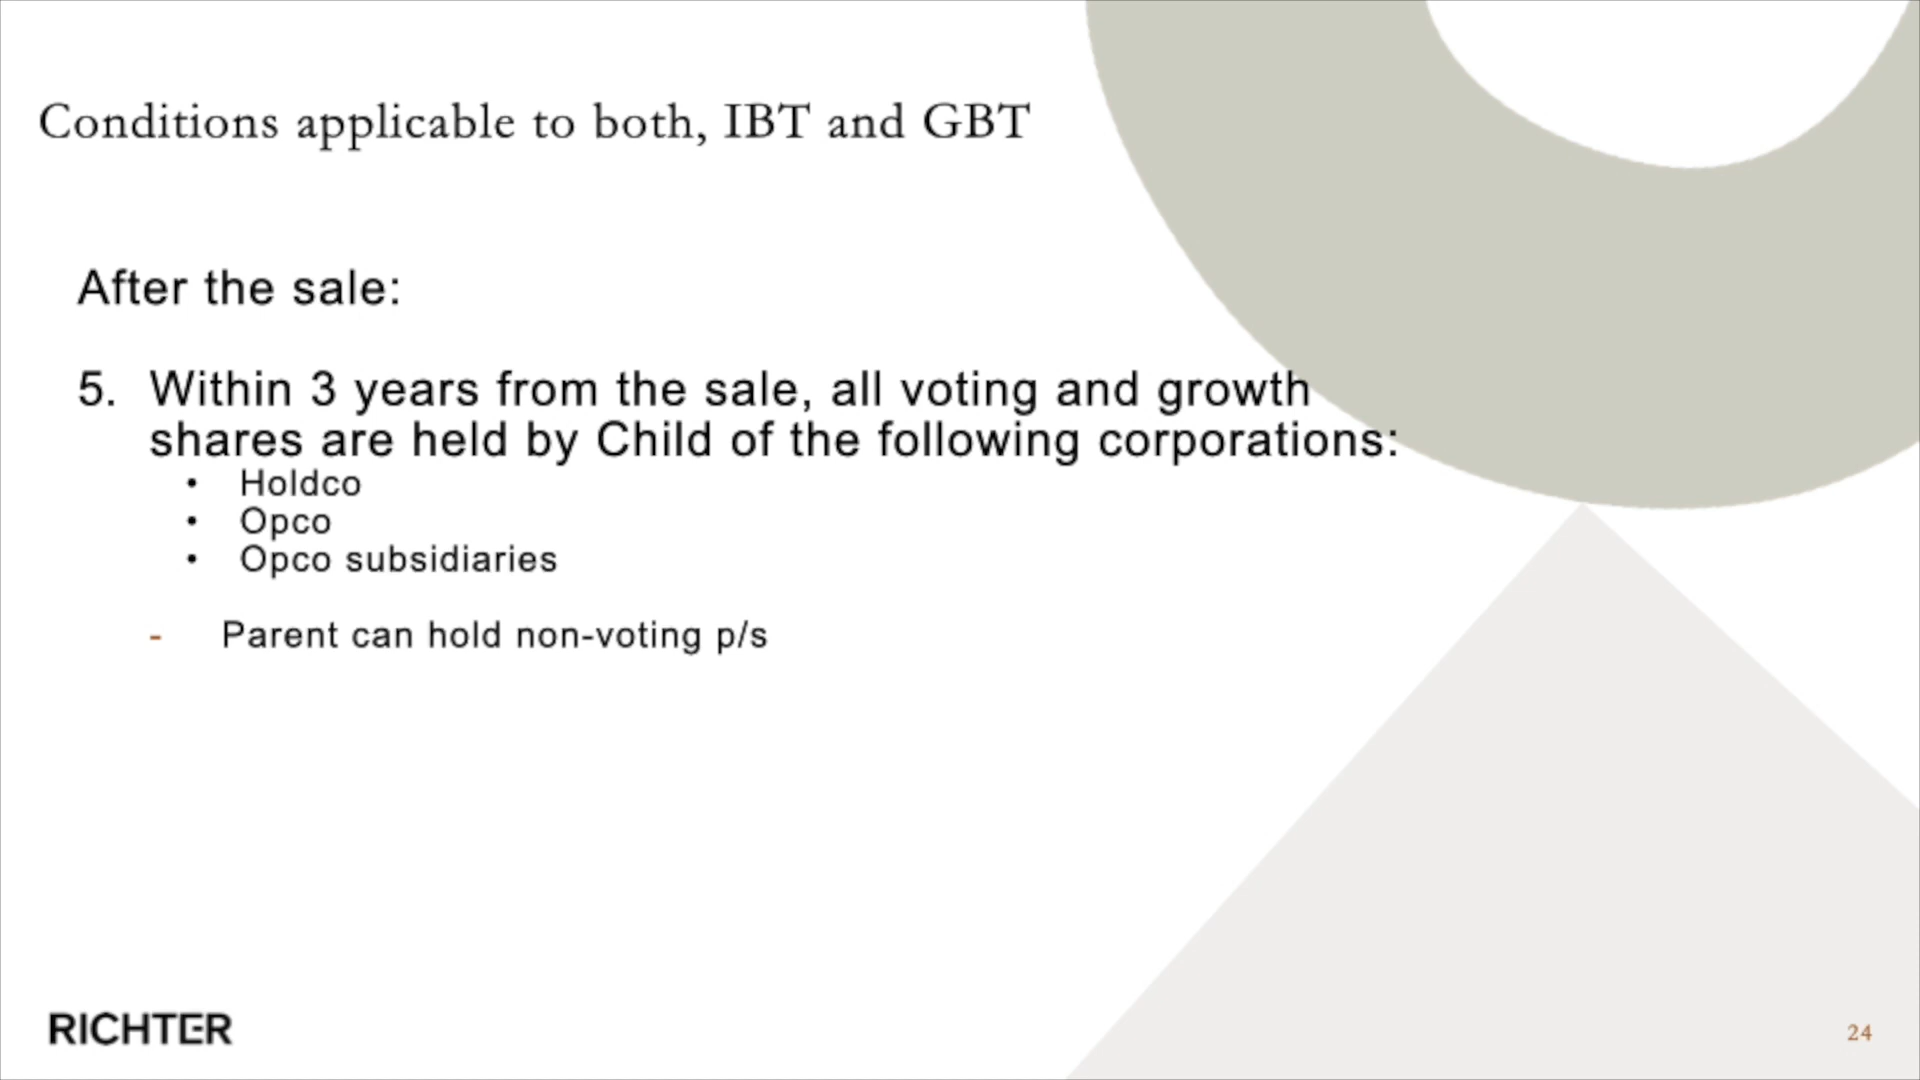 Conditions applicable to both, IBT and GBT
After the sale:
5. Within 3 years from the sale, all voting and growth
shares are held by Child of the following corporations:
• Holdco
• Opco
• Opco subsidiaries
- Parent can hold non-voting p/s
RICHTER
24